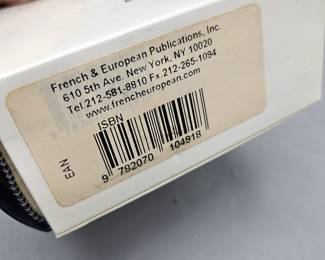 French & European Publications, Inc.
610 5th Ave. New York, NY 10020
Tel.212-581-8810 Fx.212-265-1094
www.frencheuropean.com
ISBN
EAN
9 782070 104918